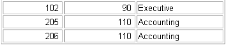 102 90 Executive
205 110 Accounting
206 110 Accounting